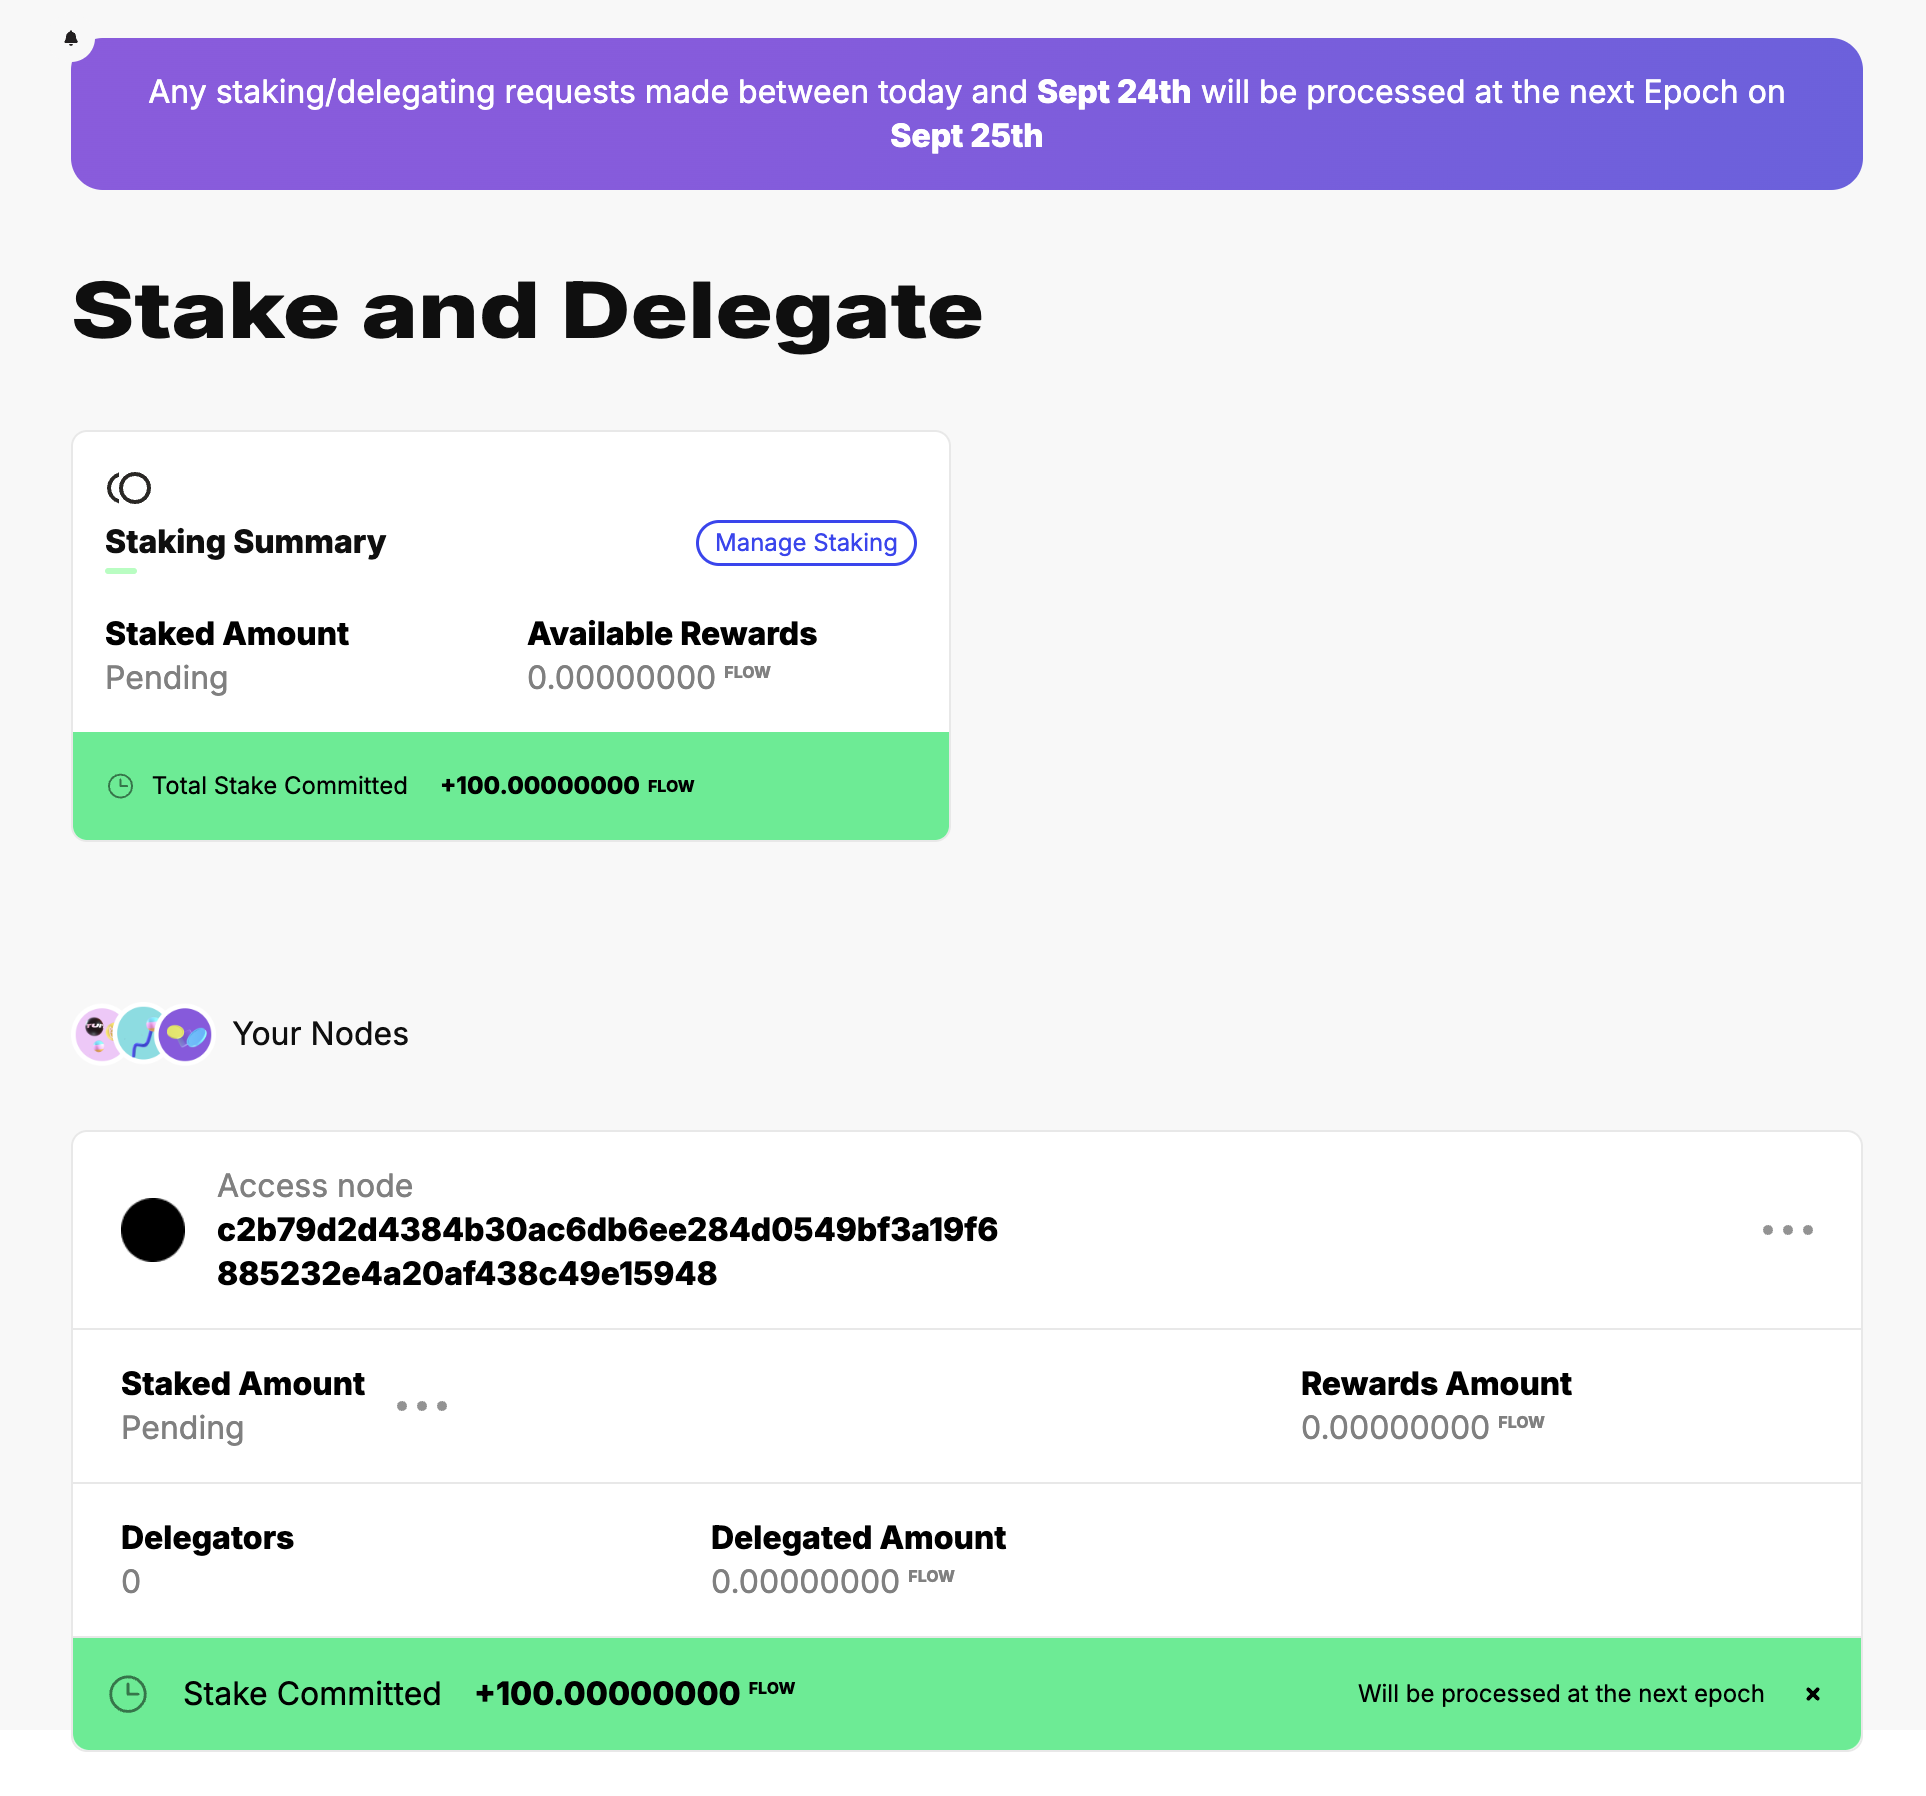 Any staking/delegating requests made between today and Sept 24th will be processed at the next Epoch on
Sept 25th
Stake and Delegate
Staking Summary
Manage Staking
Staked Amount
Available Rewards
Pending
0.00000000 FLOW
Total Stake Committed +100.00000000 FLOW
Your Nodes
Access node
c2b79d2d4384b30ac6db6ee284d0549bf3a19f6
885232e4a20af438c49e15948
Staked Amount
Rewards Amount
Pending
0.00000000 FLOW
Delegators
Delegated Amount
0
0.00000000 FLOW
Stake Committed +100.00000000 FLOW
Will be processed at the next epoch